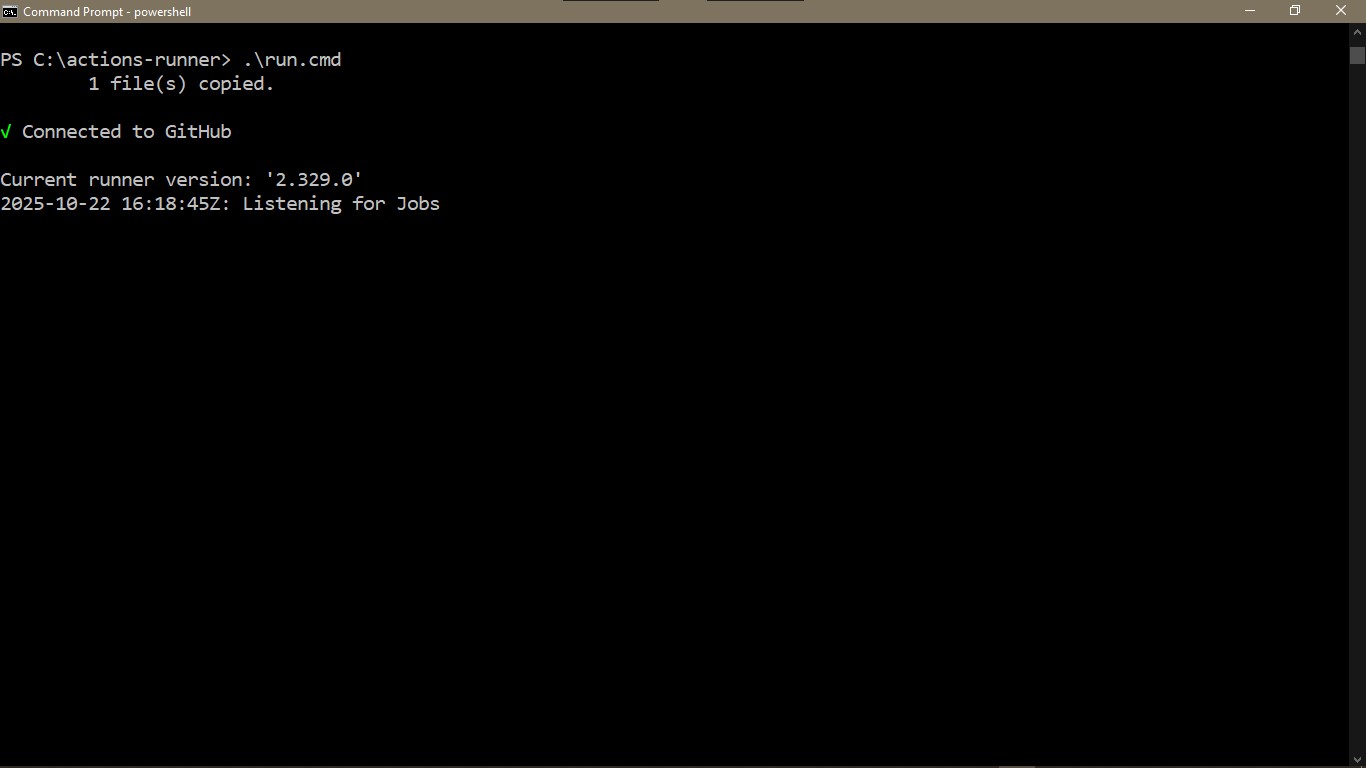 Command Prompt - powershell
PS C:\actions-runner> .\run.cmd
1 file(s) copied.
√ Connected to GitHub
Current runner version: '2.329.0'
2025-10-22 16:18:45Z: Listening for Jobs